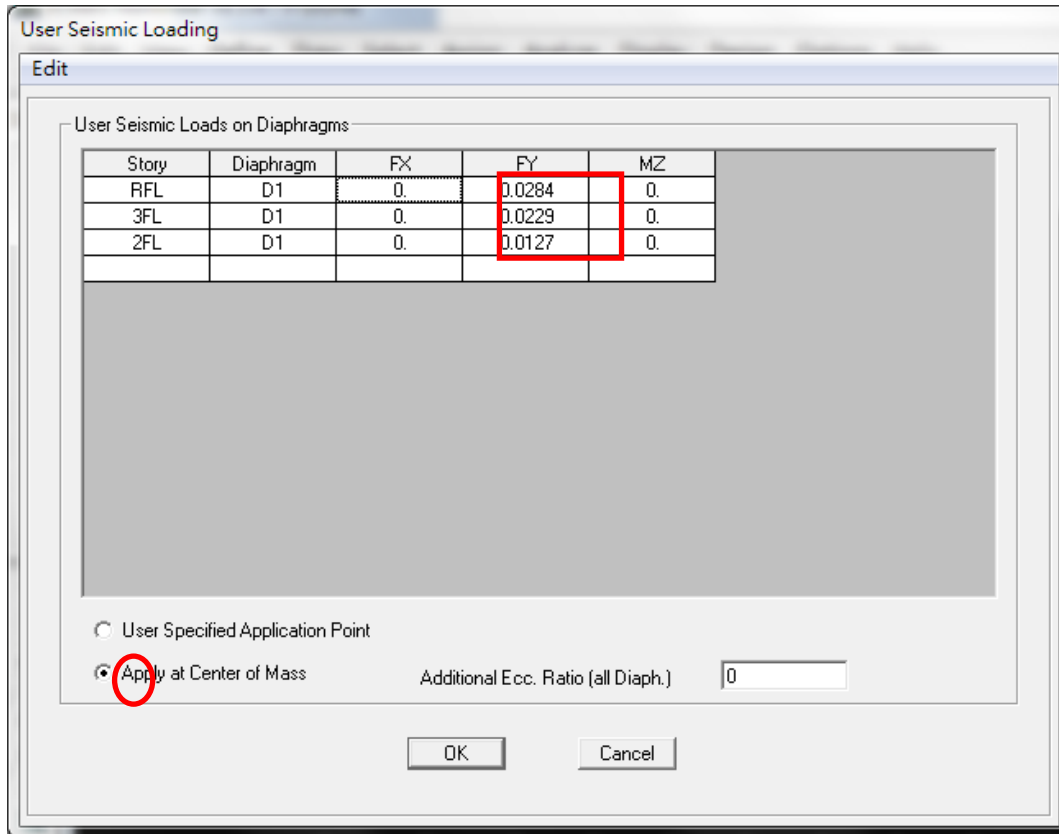 User Seismic Loading
Edit
User Seismic Loads on Diaphragms
Story Diaphragm FX FY MZ
RFL D1 0. 0.0284 0.
3FL D1 0. 0.0229 0.
2FL D1 0. 0.0127 0.
User Specified Application Point
Apply at Center of Mass Additional Ecc. Ratio (all Diaph.) 0
OK Cancel